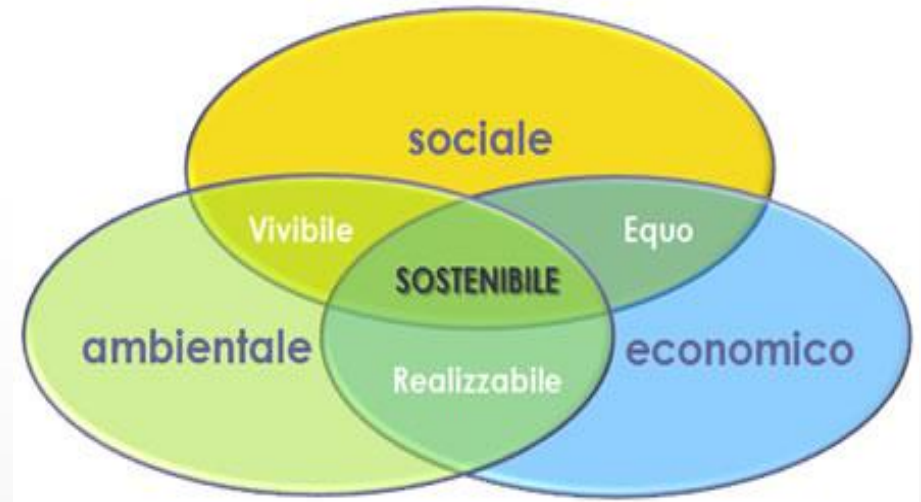 sociale
Vivibile
Equo
SOSTENIBILE
ambientale
economico
Realizzabile